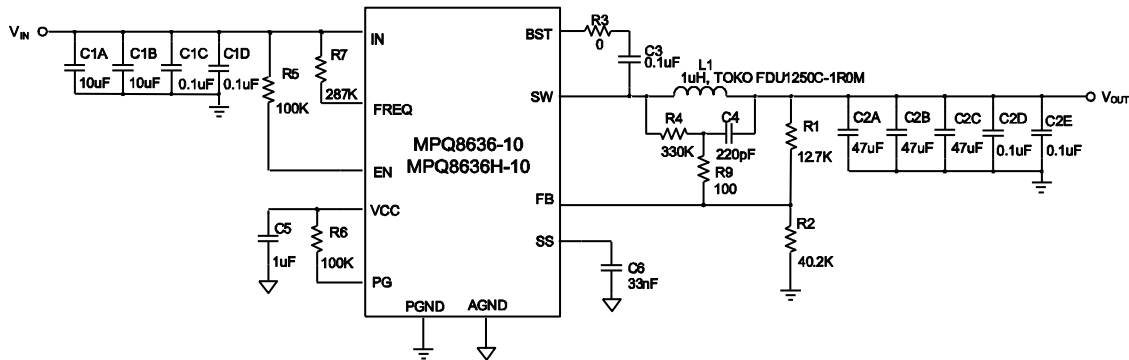 V_IN
C1A
10uF
C1B
10uF
C1C
0.1uF
C1D
0.1uF
R5
100K
R7
287K
IN
FREQ
EN
VCC
PG
C5
1uF
R6
100K
MPQ8636-10
MPQ8636H-10
PGND
AGND
BST
SW
FB
SS
R3
0
C3
0.1uF
L1
1uH, TOKO FDU1250C-1R0M
R4
330K
C4
220pF
R9
100
R1
12.7K
R2
40.2K
C6
33nF
C2A
47uF
C2B
47uF
C2C
47uF
C2D
0.1uF
C2E
0.1uF
V_OUT